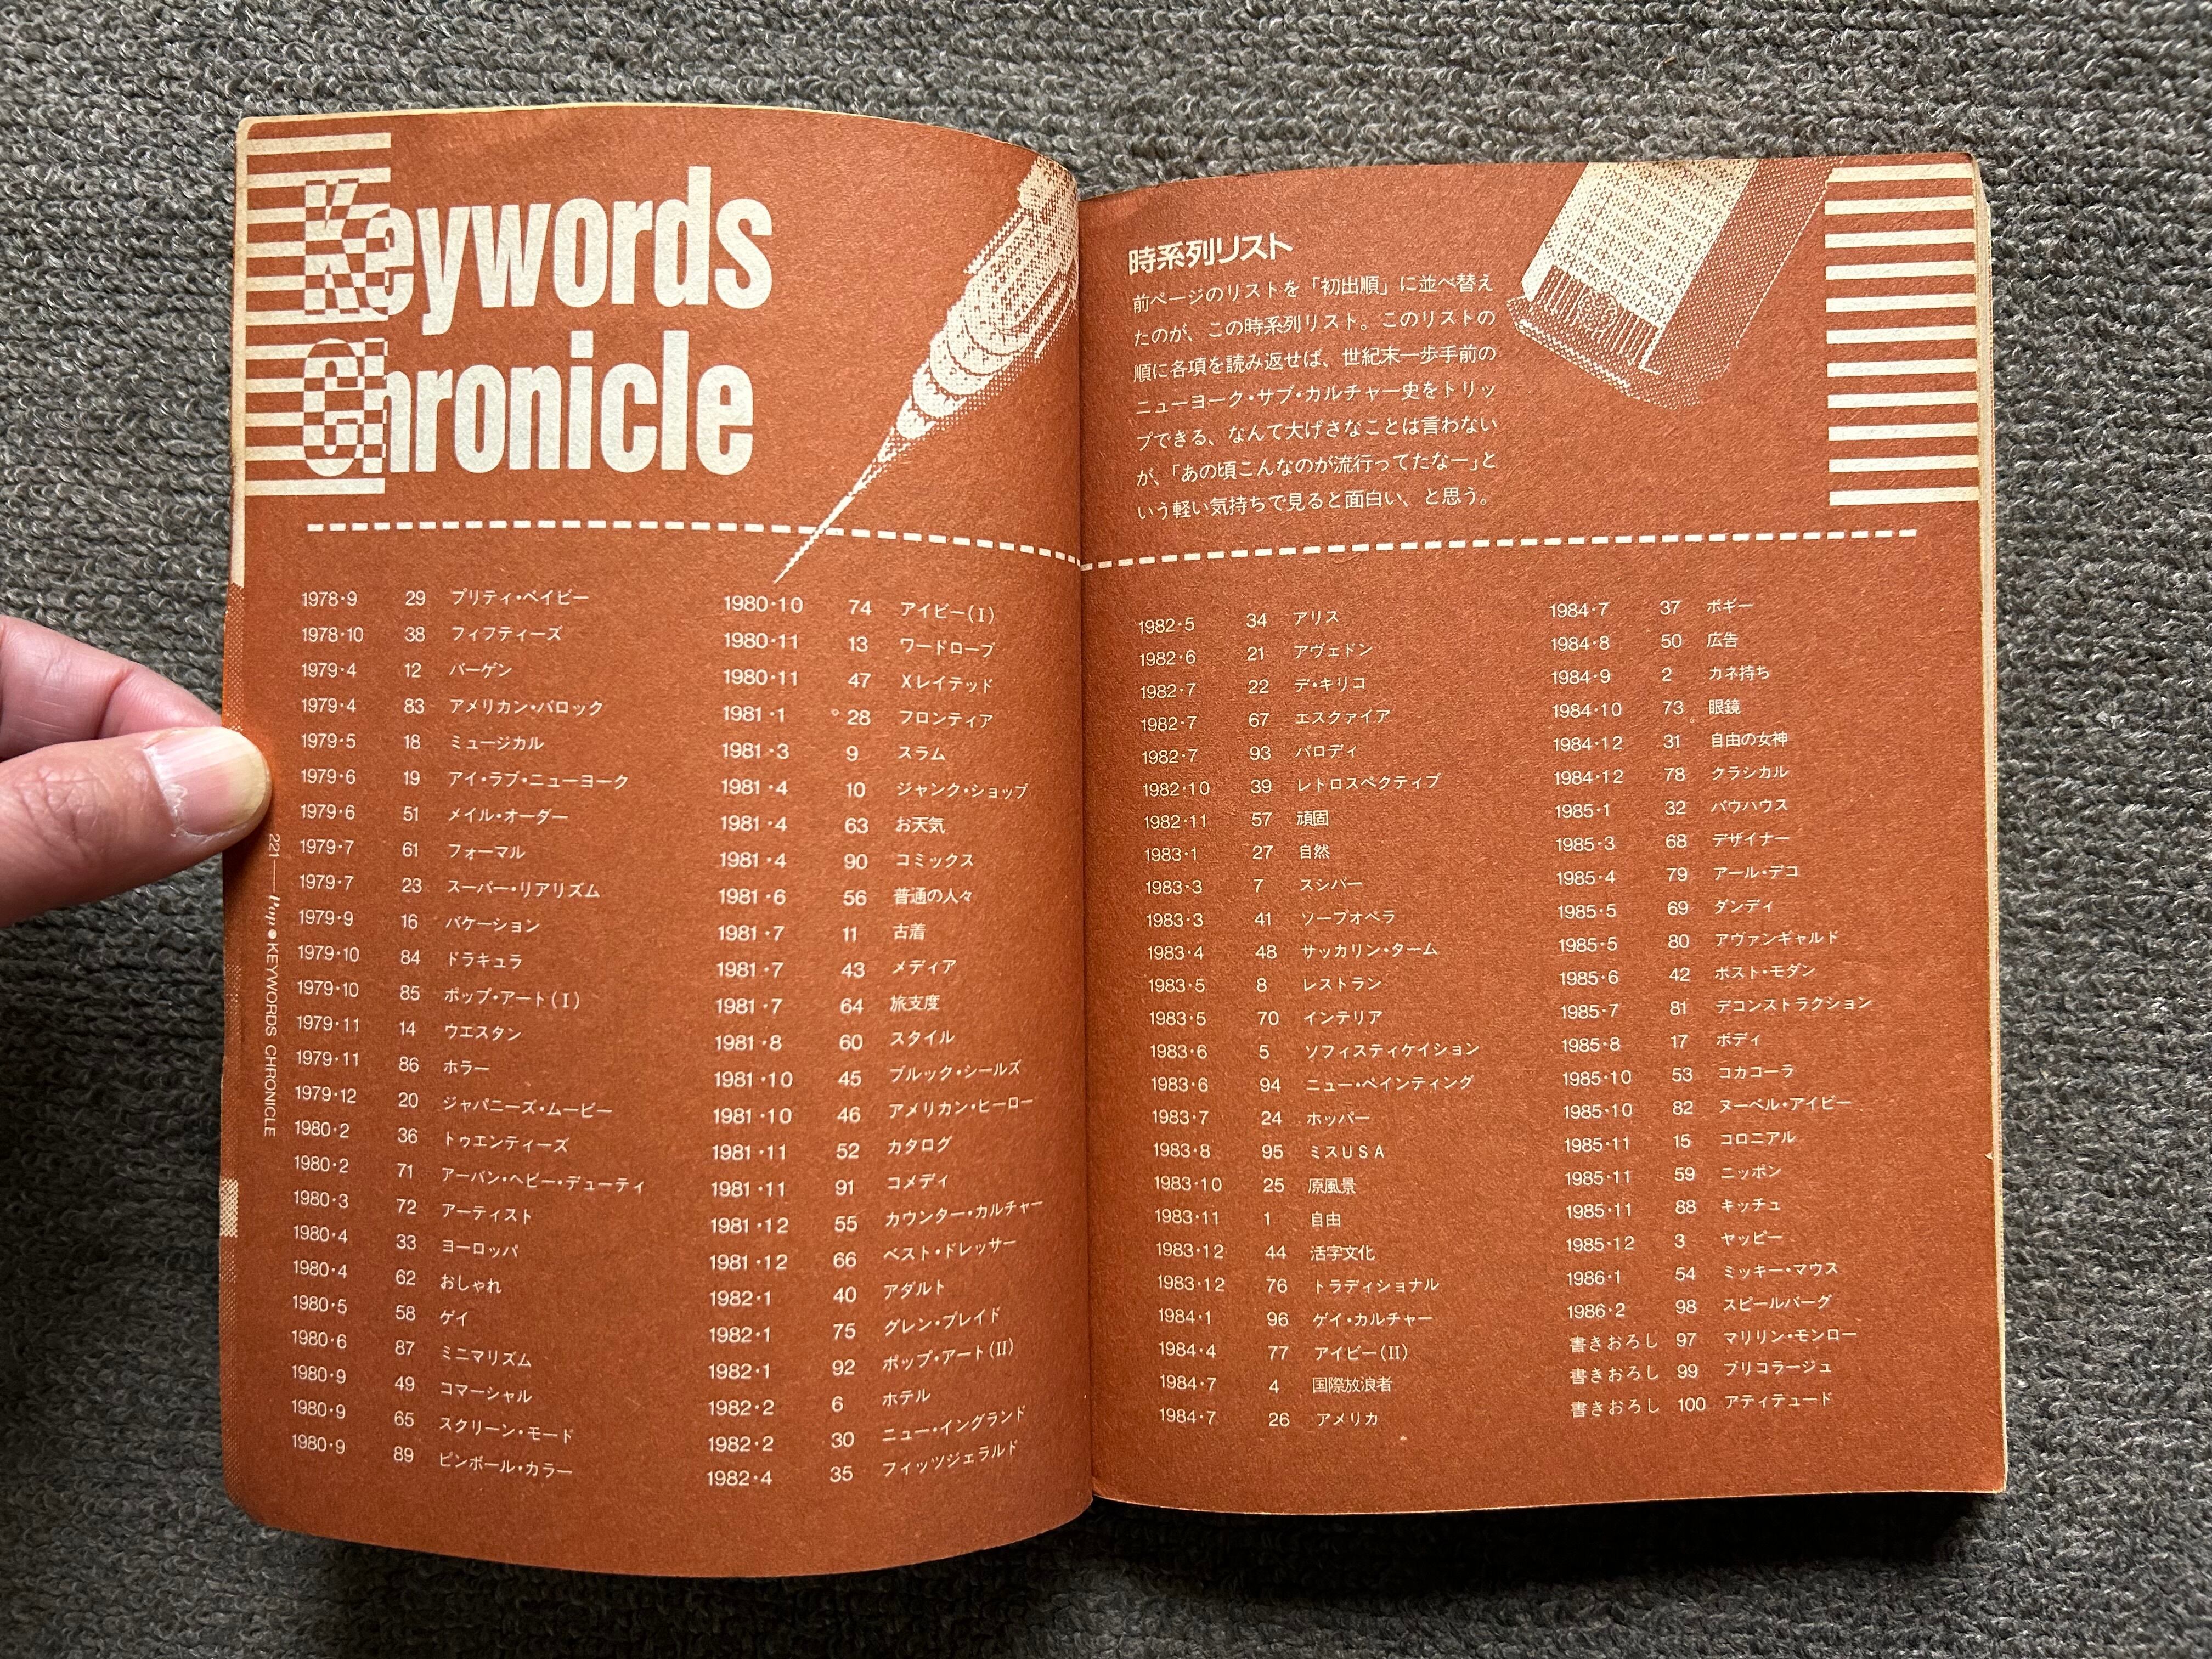 Keywords
Chronicle
1978・9 29 プリティ・ベイビー
1978・10 38 フィフティーズ
1979・4 12 バーゲン
1979・4 83 アメリカン・バロック
1979・5 18 ミュージカル
1979・6 19 アイ・ラブ・ニューヨーク
1979・6 51 メイル・オーダー
1979・7 61 フォーマル
1979・7 23 スーパー・リアリズム
1979・9 16 バケーション
1979・10 84 ドラキュラ
1979・10 85 ポップ・アート(I)
1979・11 14 ウエスタン
1979・11 86 ホラー
1979・12 20 ジャパニーズ・ムービー
1980・2 36 トゥエンティーズ
1980・2 71 アーバン・ヘビー・デューティ
1980・3 72 アーティスト
1980・4 33 ヨーロッパ
1980・4 62 おしゃれ
1980・5 58 ゲイ
1980・6 87 ミニマリズム
1980・9 49 コマーシャル
1980・9 65 スクリーン・モード
1980・9 89 ピンボール・カラー
1980・10 74 アイビー(I)
1980・11 13 ワードローブ
1980・11 47 Xレイテッド
1981・1 28 フロンティア
1981・3 9 スラム
1981・4 10 ジャンク・ショップ
1981・4 63 お天気
1981・4 90 コミックス
1981・6 56 普通の人々
1981・7 11 古着
1981・7 43 メディア
1981・7 64 旅支度
1981・8 60 スタイル
1981・10 45 ブルック・シールズ
1981・10 46 アメリカン・ヒーロー
1981・11 52 カタログ
1981・11 91 コメディ
1981・12 55 カウンター・カルチャー
1981・12 66 ベスト・ドレッサー
1982・1 40 アダルト
1982・1 75 グレン・プレイド
1982・1 92 ポップ・アート(II)
1982・2 6 ホテル
1982・2 30 ニュー・イングランド
1982・4 35 フィッツジェラルド
221 Pop●KEYWORDS CHRONICLE
時系列リスト
前ページのリストを「初出順」に並べ替え
たのが、この時系列リスト。このリストの
順に各項を読み返せば、世紀末一歩手前の
ニューヨーク・サブ・カルチャー史をトリッ
プできる、なんて大げさなことは言わない
が、「あの頃こんなのが流行ってたなー」と
いう軽い気持ちで見ると面白い、と思う。
1982・5 34 アリス
1982・6 21 アヴェドン
1982・7 22 デ・キリコ
1982・7 67 エスクァイア
1982・7 93 パロディ
1982・10 39 レトロスペクティブ
1982・11 57 頑固
1983・1 27 自然
1983・3 7 スシバー
1983・3 41 ソープオペラ
1983・4 48 サッカリン・ターム
1983・5 8 レストラン
1983・5 70 インテリア
1983・6 5 ソフィスティケイション
1983・6 94 ニュー・ペインティング
1983・7 24 ホッパー
1983・8 95 ミスUSA
1983・10 25 原風景
1983・11 1 自由
1983・12 44 活字文化
1983・12 76 トラディショナル
1984・1 96 ゲイ・カルチャー
1984・4 77 アイビー(II)
1984・7 4 国際放浪者
1984・7 26 アメリカ
1984・7 37 ボギー
1984・8 50 広告
1984・9 2 カネ持ち
1984・10 73 眼鏡
1984・12 31 自由の女神
1984・12 78 クラシカル
1985・1 32 バウハウス
1985・3 68 デザイナー
1985・4 79 アール・デコ
1985・5 69 ダンディ
1985・5 80 アヴァンギャルド
1985・6 42 ポスト・モダン
1985・7 81 デコンストラクション
1985・8 17 ボディ
1985・10 53 コカコーラ
1985・10 82 ヌーベル・アイビー
1985・11 15 コロニアル
1985・11 59 ニッポン
1985・11 88 キッチュ
1985・12 3 ヤッピー
1986・1 54 ミッキー・マウス
1986・2 98 スピールバーグ
書きおろし 97 マリリン・モンロー
書きおろし 99 ブリコラージュ
書きおろし 100 アティテュード